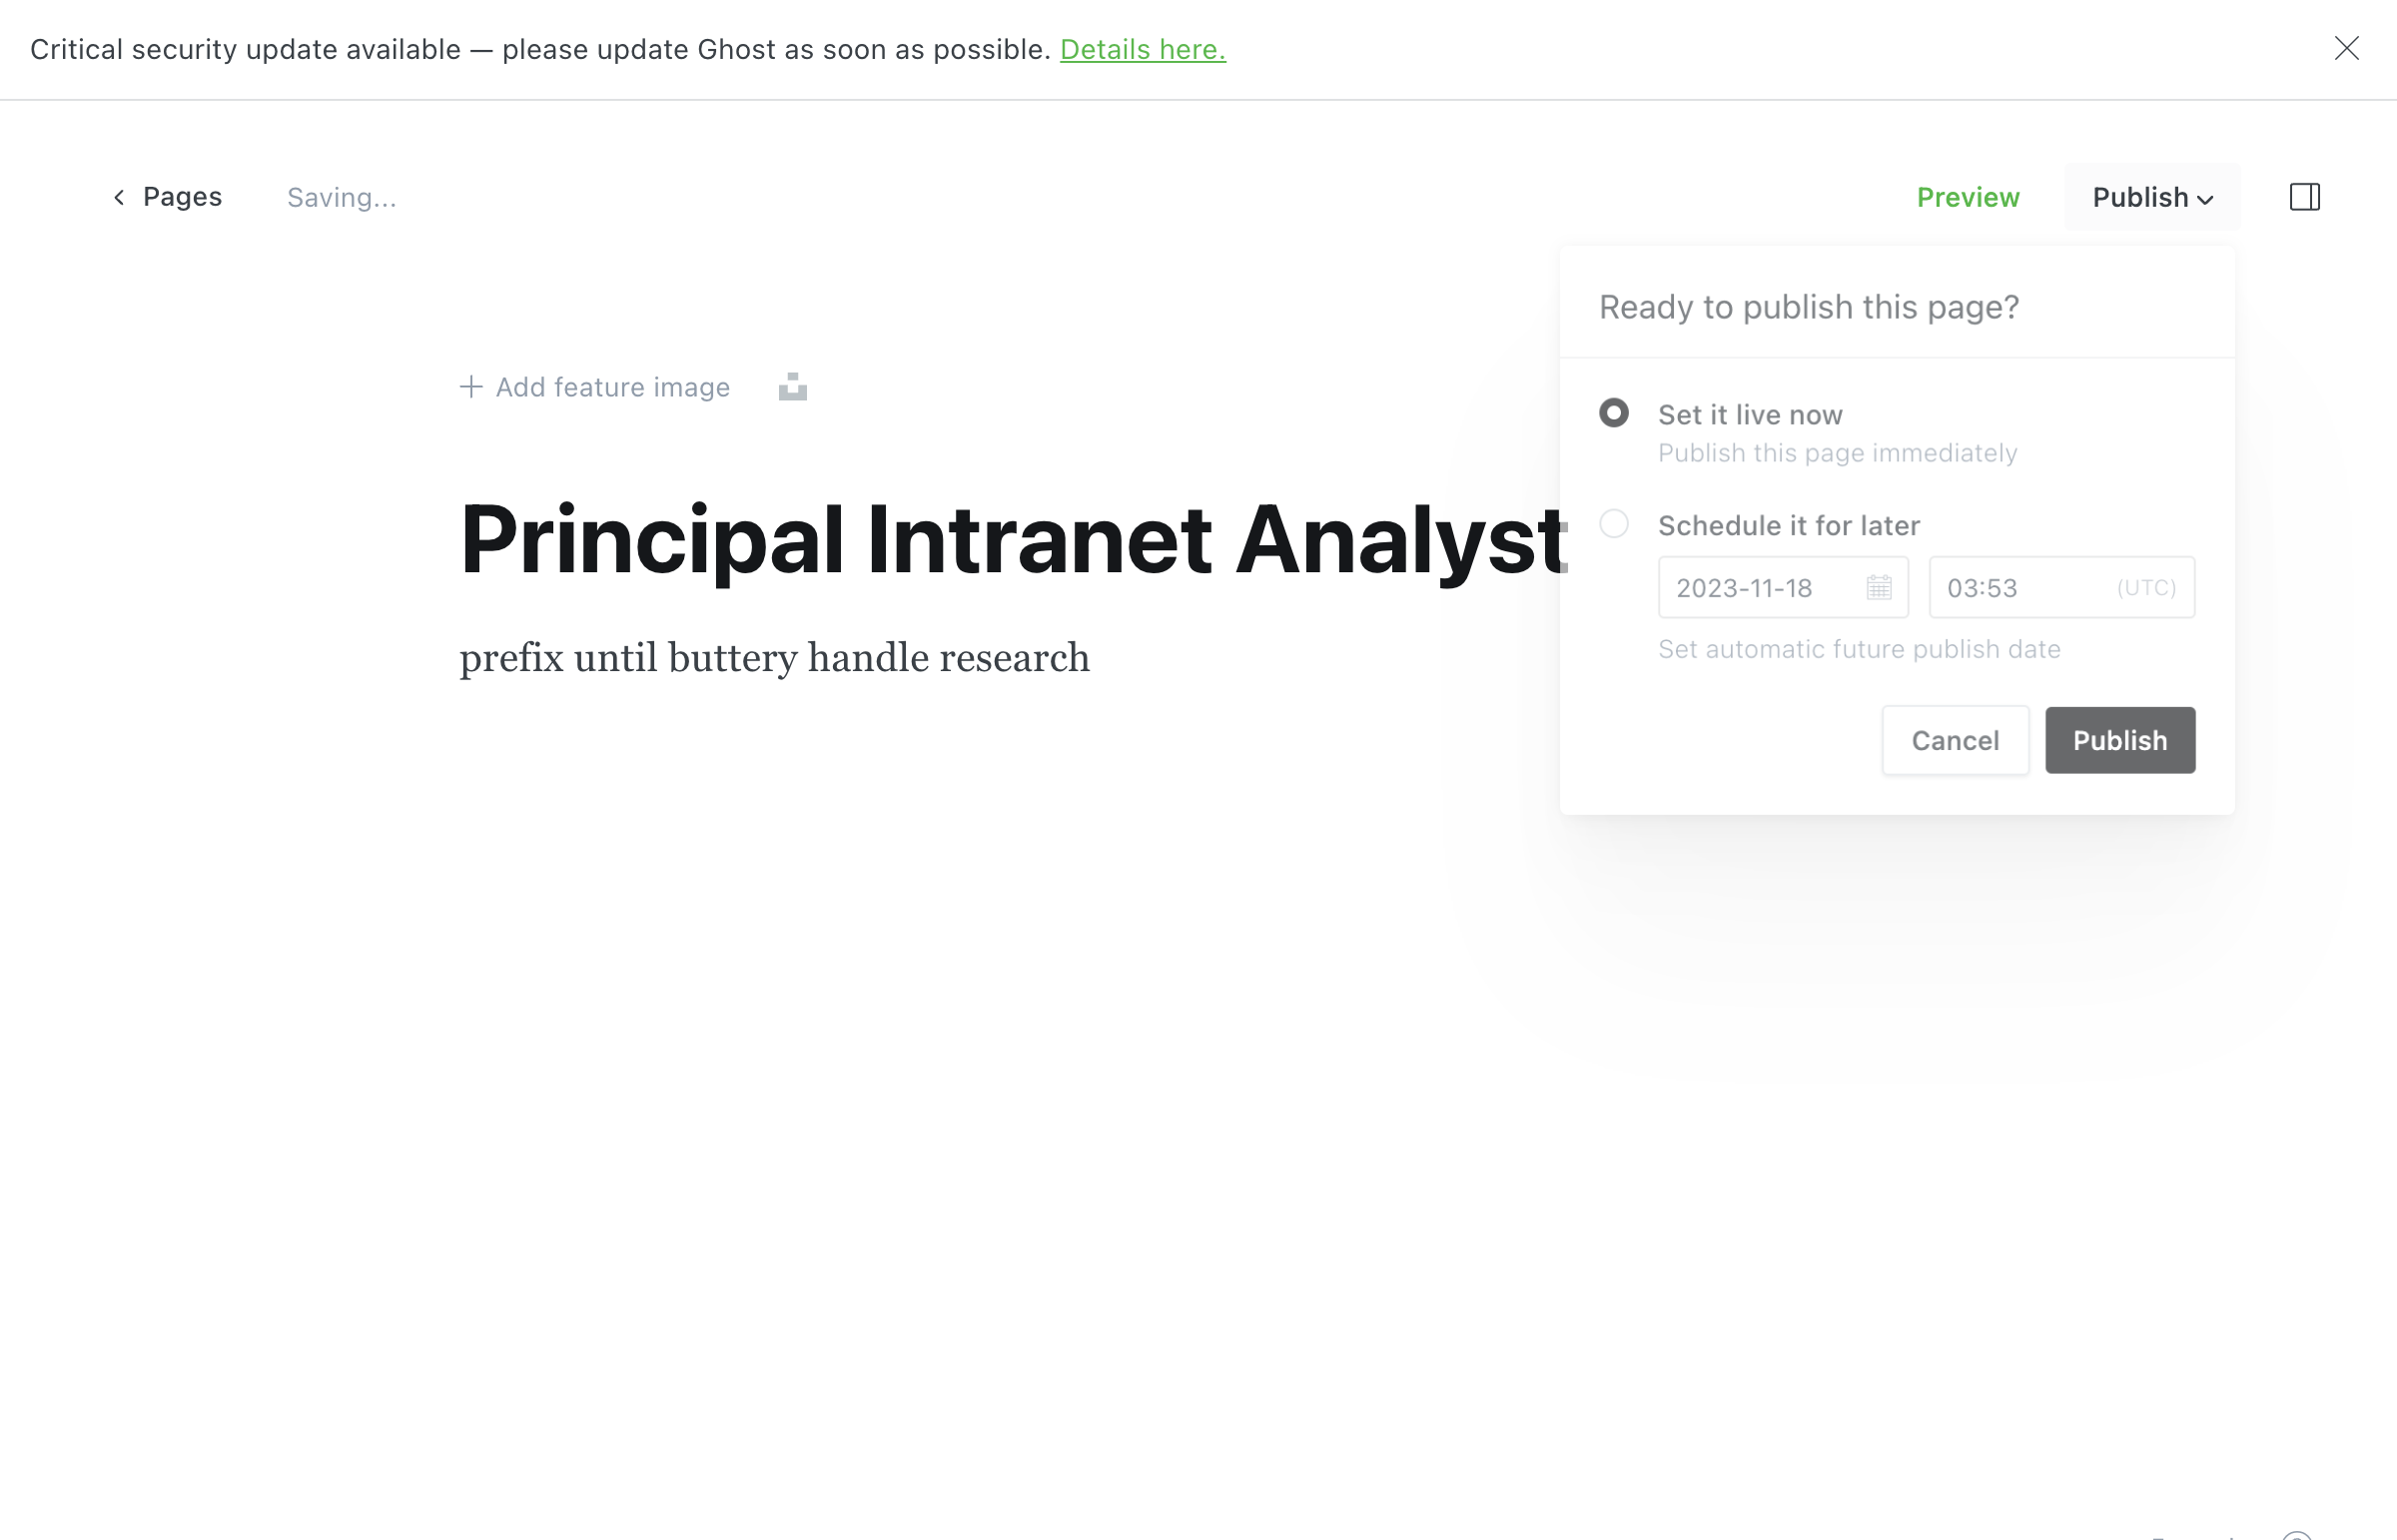 Critical security update available — please update Ghost as soon as possible. Details here.
Pages
Saving...
Preview
Publish
Ready to publish this page?
Add feature image
Set it live now
Publish this page immediately
Principal Intranet Analyst
Schedule it for later
2023-11-18
03:53
(UTC)
Set automatic future publish date
prefix until buttery handle research
Cancel
Publish